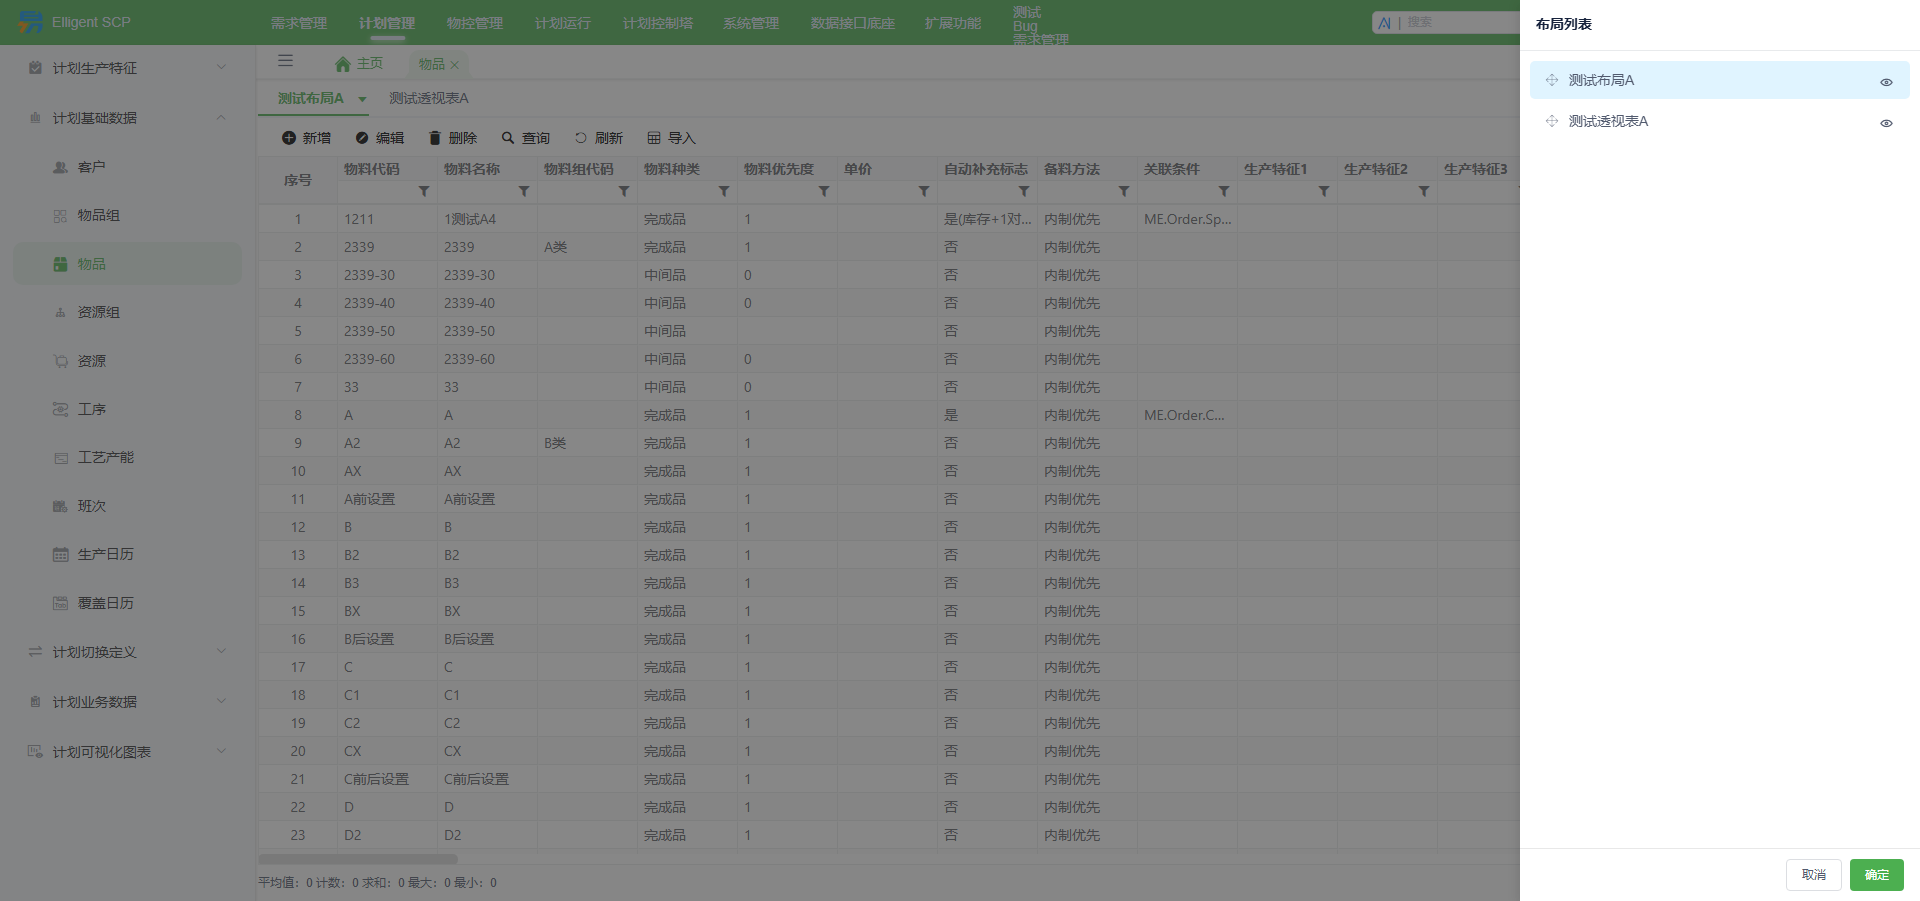 Elligent SCP
需求管理 计划管理 物控管理 计划运行 计划控制塔 系统管理 数据接口底座 扩展功能 测试
Bug
需求管理
AI | 搜索
布局列表
测试布局A
测试透视表A
取消 确定
计划生产特征
计划基础数据
客户
物品组
物品
资源组
资源
工序
工艺产能
班次
生产日历
覆盖日历
计划切换定义
计划业务数据
计划可视化图表
主页 物品
测试布局A 测试透视表A
新增 编辑 删除 查询 刷新 导入
序号 物料代码 物料名称 物料组代码 物料种类 物料优先度 单价 自动补充标志 备料方法 关联条件 生产特征1 生产特征2 生产特征3
1 1211 1测试A4 完成品 1 是(库存+1对... 内制优先 ME.Order.Sp...
2 2339 2339 A类 完成品 1 否 内制优先
3 2339-30 2339-30 中间品 0 否 内制优先
4 2339-40 2339-40 中间品 0 否 内制优先
5 2339-50 2339-50 中间品 否 内制优先
6 2339-60 2339-60 中间品 0 否 内制优先
7 33 33 中间品 0 否 内制优先
8 A A 完成品 1 是 内制优先 ME.Order.C...
9 A2 A2 B类 完成品 1 否 内制优先
10 AX AX 完成品 1 否 内制优先
11 A前设置 A前设置 完成品 1 否 内制优先
12 B B 完成品 1 否 内制优先
13 B2 B2 完成品 1 否 内制优先
14 B3 B3 完成品 1 否 内制优先
15 BX BX 完成品 1 否 内制优先
16 B后设置 B后设置 完成品 1 否 内制优先
17 C C 完成品 1 否 内制优先
18 C1 C1 完成品 1 否 内制优先
19 C2 C2 完成品 1 否 内制优先
20 CX CX 完成品 1 否 内制优先
21 C前后设置 C前后设置 完成品 1 否 内制优先
22 D D 完成品 1 否 内制优先
23 D2 D2 完成品 1 否 内制优先
平均值：0 计数：0 求和：0 最大：0 最小：0